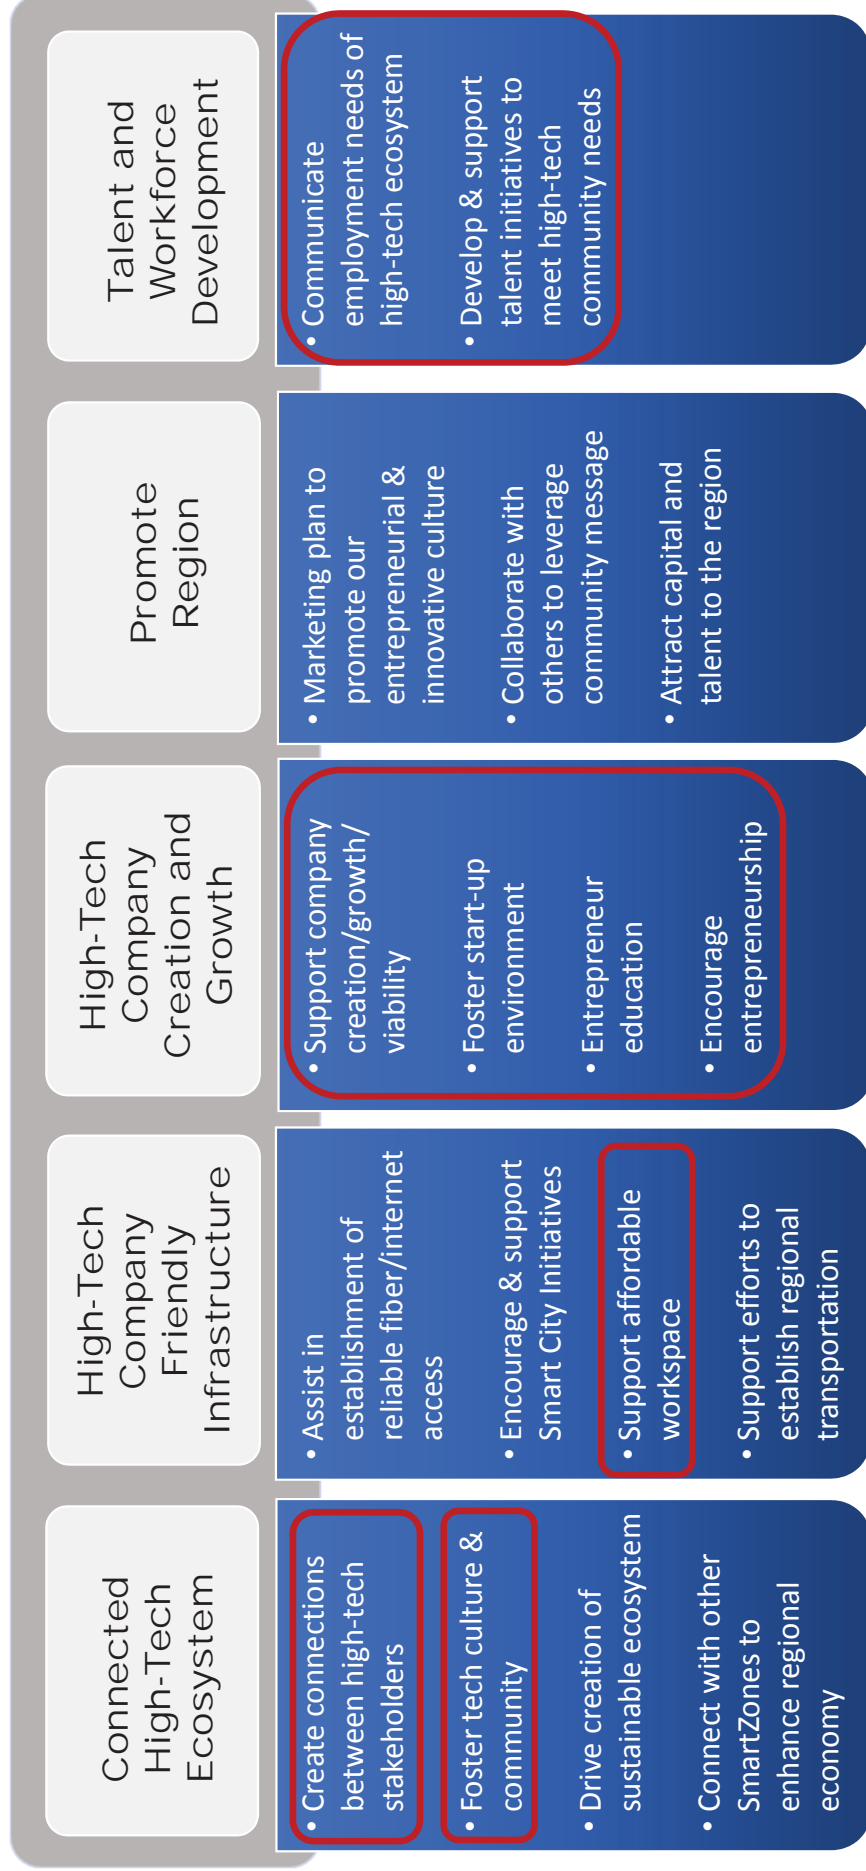 Connected
High-Tech
Ecosystem
• Create connections
between high-tech
stakeholders
• Foster tech culture &
community
• Drive creation of
sustainable ecosystem
• Connect with other
SmartZones to
enhance regional
economy
High-Tech
Company
Friendly
Infrastructure
• Assist in
establishment of
reliable fiber/internet
access
• Encourage & support
Smart City Initiatives
• Support affordable
workspace
• Support efforts to
establish regional
transportation
High-Tech
Company
Creation and
Growth
• Support company
creation/growth/
viability
• Foster start-up
environment
• Entrepreneur
education
• Encourage
entrepreneurship
Promote
Region
• Marketing plan to
promote our
entrepreneurial &
innovative culture
• Collaborate with
others to leverage
community message
• Attract capital and
talent to the region
Talent and
Workforce
Development
• Communicate
employment needs of
high-tech ecosystem
• Develop & support
talent initiatives to
meet high-tech
community needs